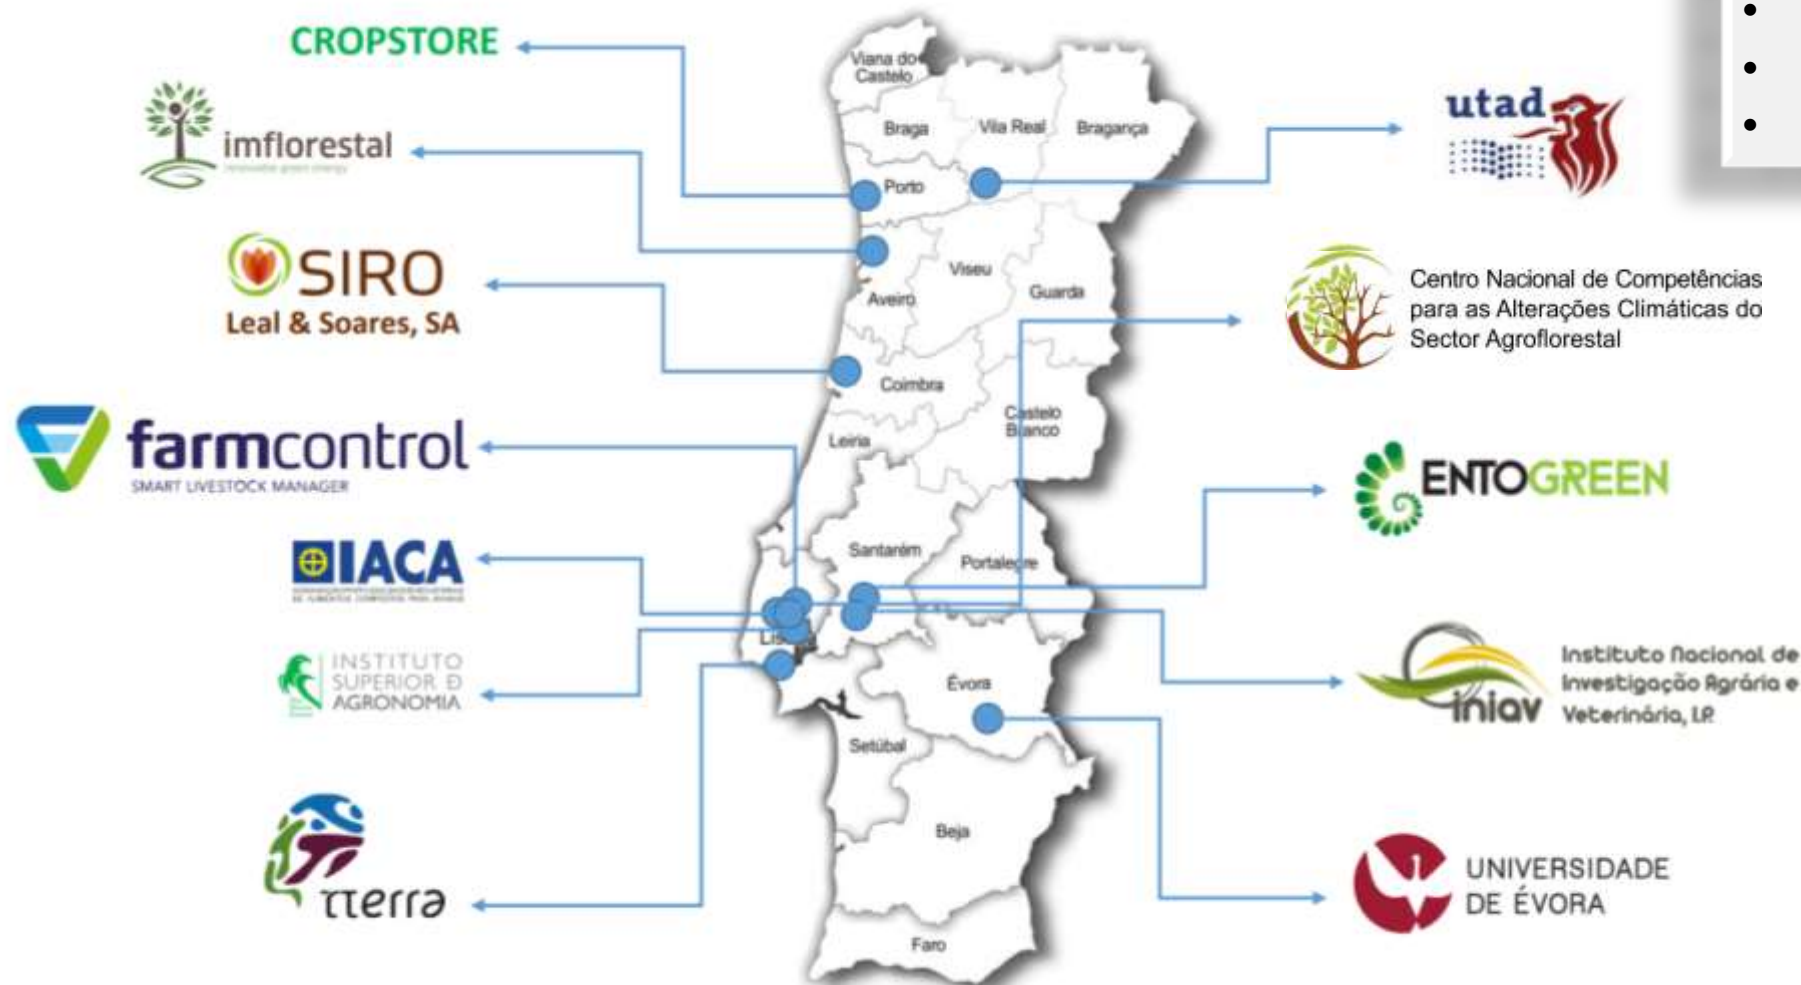 CROPSTORE
imflorestal
renewable green energy
SIRO
Leal & Soares, SA
farmcontrol
SMART LIVESTOCK MANAGER
IACA
INSTITUTO
SUPERIOR D
AGRONOMIA
tterra
Viana do
Castelo
Braga
Vila Real
Bragança
Porto
Viseu
Aveiro
Guarda
Coimbra
Castelo
Branco
Leiria
Santarém
Portalegre
Évora
Setúbal
Beja
Faro
utad
Centro Nacional de Competências
para as Alterações Climáticas do
Sector Agroflorestal
ENTOGREEN
iniav
Instituto Nacional de
Investigação Agrária e
Veterinária, I.P.
UNIVERSIDADE
DE ÉVORA